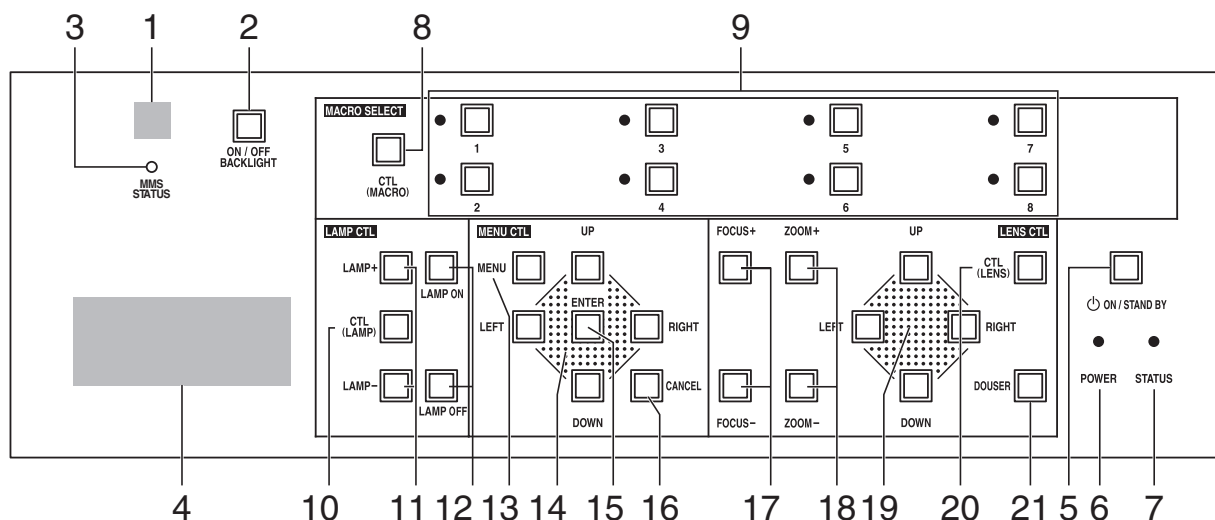 3 1 2 8 9
MACRO SELECT
ON / OFF
BACKLIGHT
MMS
STATUS
CTL
(MACRO)
1 3 5 7
2 4 6 8
LAMP CTL
LAMP+
LAMP ON
CTL
(LAMP)
LAMP−
LAMP OFF
MENU CTL
UP
MENU
ENTER
LEFT
RIGHT
CANCEL
DOWN
FOCUS+ ZOOM+ UP
LENS CTL
CTL
(LENS)
LEFT
RIGHT
DOUSER
FOCUS− ZOOM− DOWN
⏻ ON / STAND BY
POWER STATUS
4 10 11 12 13 14 15 16 17 18 19 20 21 5 6 7